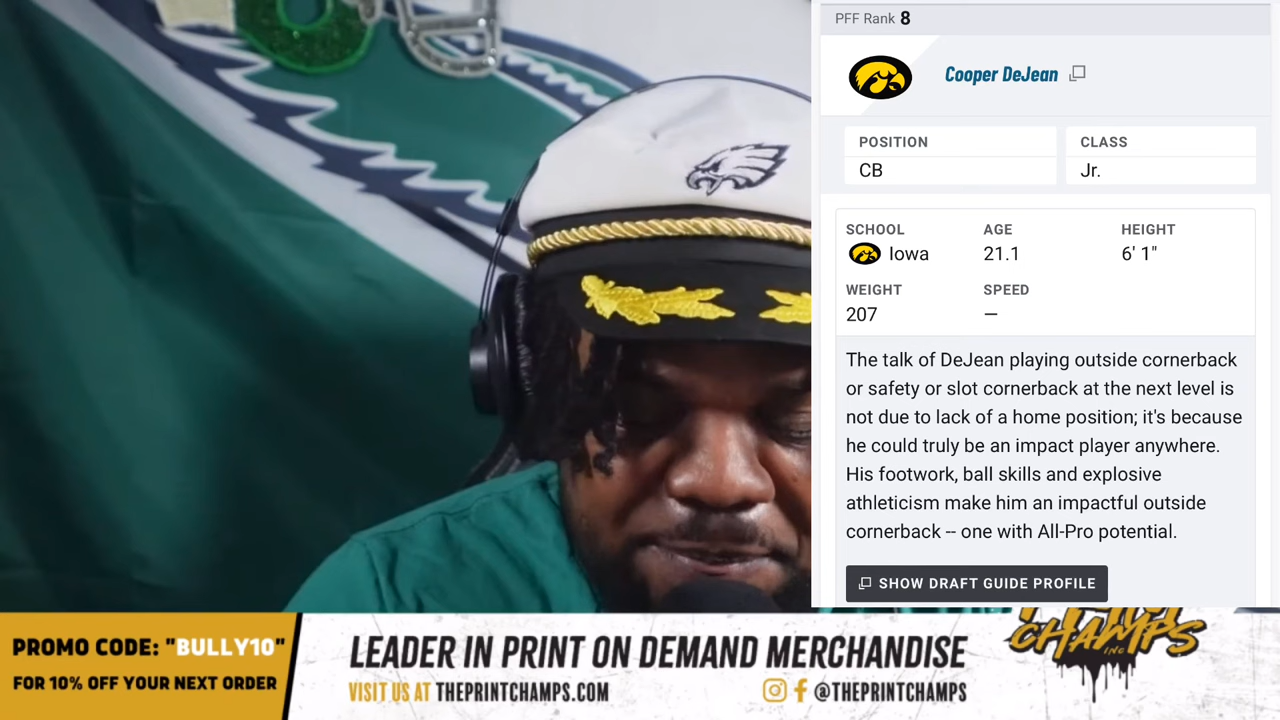 PFF Rank 8
Cooper DeJean
POSITION
CB
CLASS
Jr.
SCHOOL
Iowa
AGE
21.1
HEIGHT
6' 1"
WEIGHT
207
SPEED
—
The talk of DeJean playing outside cornerback
or safety or slot cornerback at the next level is
not due to lack of a home position; it's because
he could truly be an impact player anywhere.
His footwork, ball skills and explosive
athleticism make him an impactful outside
cornerback -- one with All-Pro potential.
SHOW DRAFT GUIDE PROFILE
PROMO CODE: "BULLY10"
FOR 10% OFF YOUR NEXT ORDER
LEADER IN PRINT ON DEMAND MERCHANDISE
VISIT US AT THEPRINTCHAMPS.COM
@THEPRINTCHAMPS
CHAMPS
INC